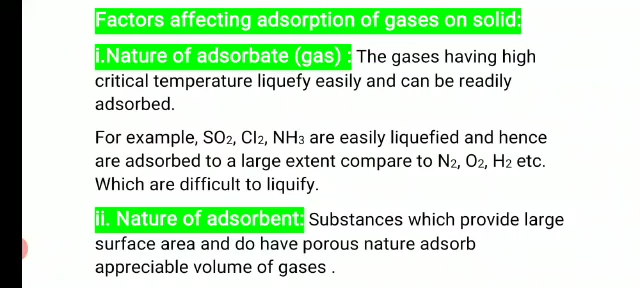 Factors affecting adsorption of gases on solid:
i.Nature of adsorbate (gas) : The gases having high
critical temperature liquefy easily and can be readily
adsorbed.
For example, SO2, Cl2, NH3 are easily liquefied and hence
are adsorbed to a large extent compare to N2, O2, H2 etc.
Which are difficult to liquify.
ii. Nature of adsorbent: Substances which provide large
surface area and do have porous nature adsorb
appreciable volume of gases .